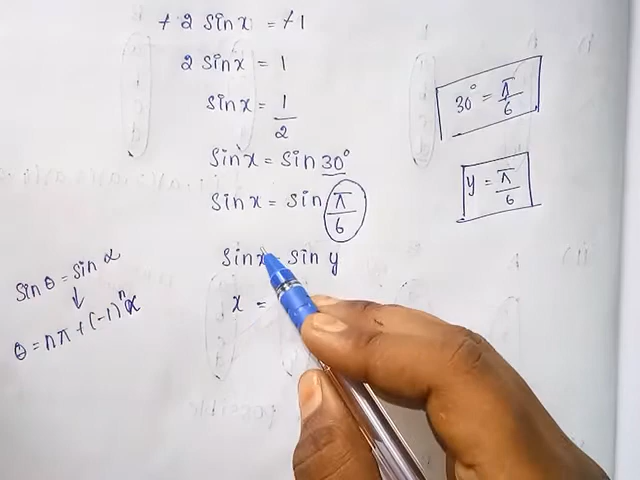 + 2 sin x = +1
2 sin x = 1
sin x = 1/2
sin x = sin 30°
sin x = sin π/6
sin x = sin y
x =
30° = π/6
y = π/6
sin θ = sin α
↓
θ = nπ + (-1)ⁿ α